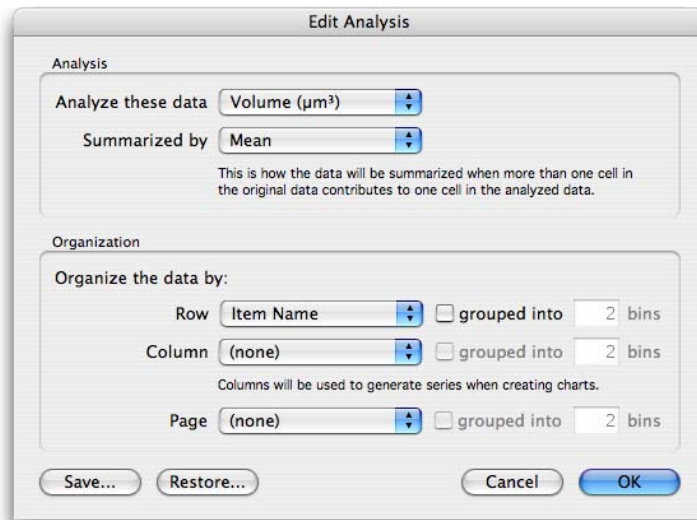 Edit Analysis
Analysis
Analyze these data Volume (µm³)
Summarized by Mean
This is how the data will be summarized when more than one cell in
the original data contributes to one cell in the analyzed data.
Organization
Organize the data by:
Row Item Name grouped into 2 bins
Column (none) grouped into 2 bins
Columns will be used to generate series when creating charts.
Page (none) grouped into 2 bins
Save... Restore... Cancel OK